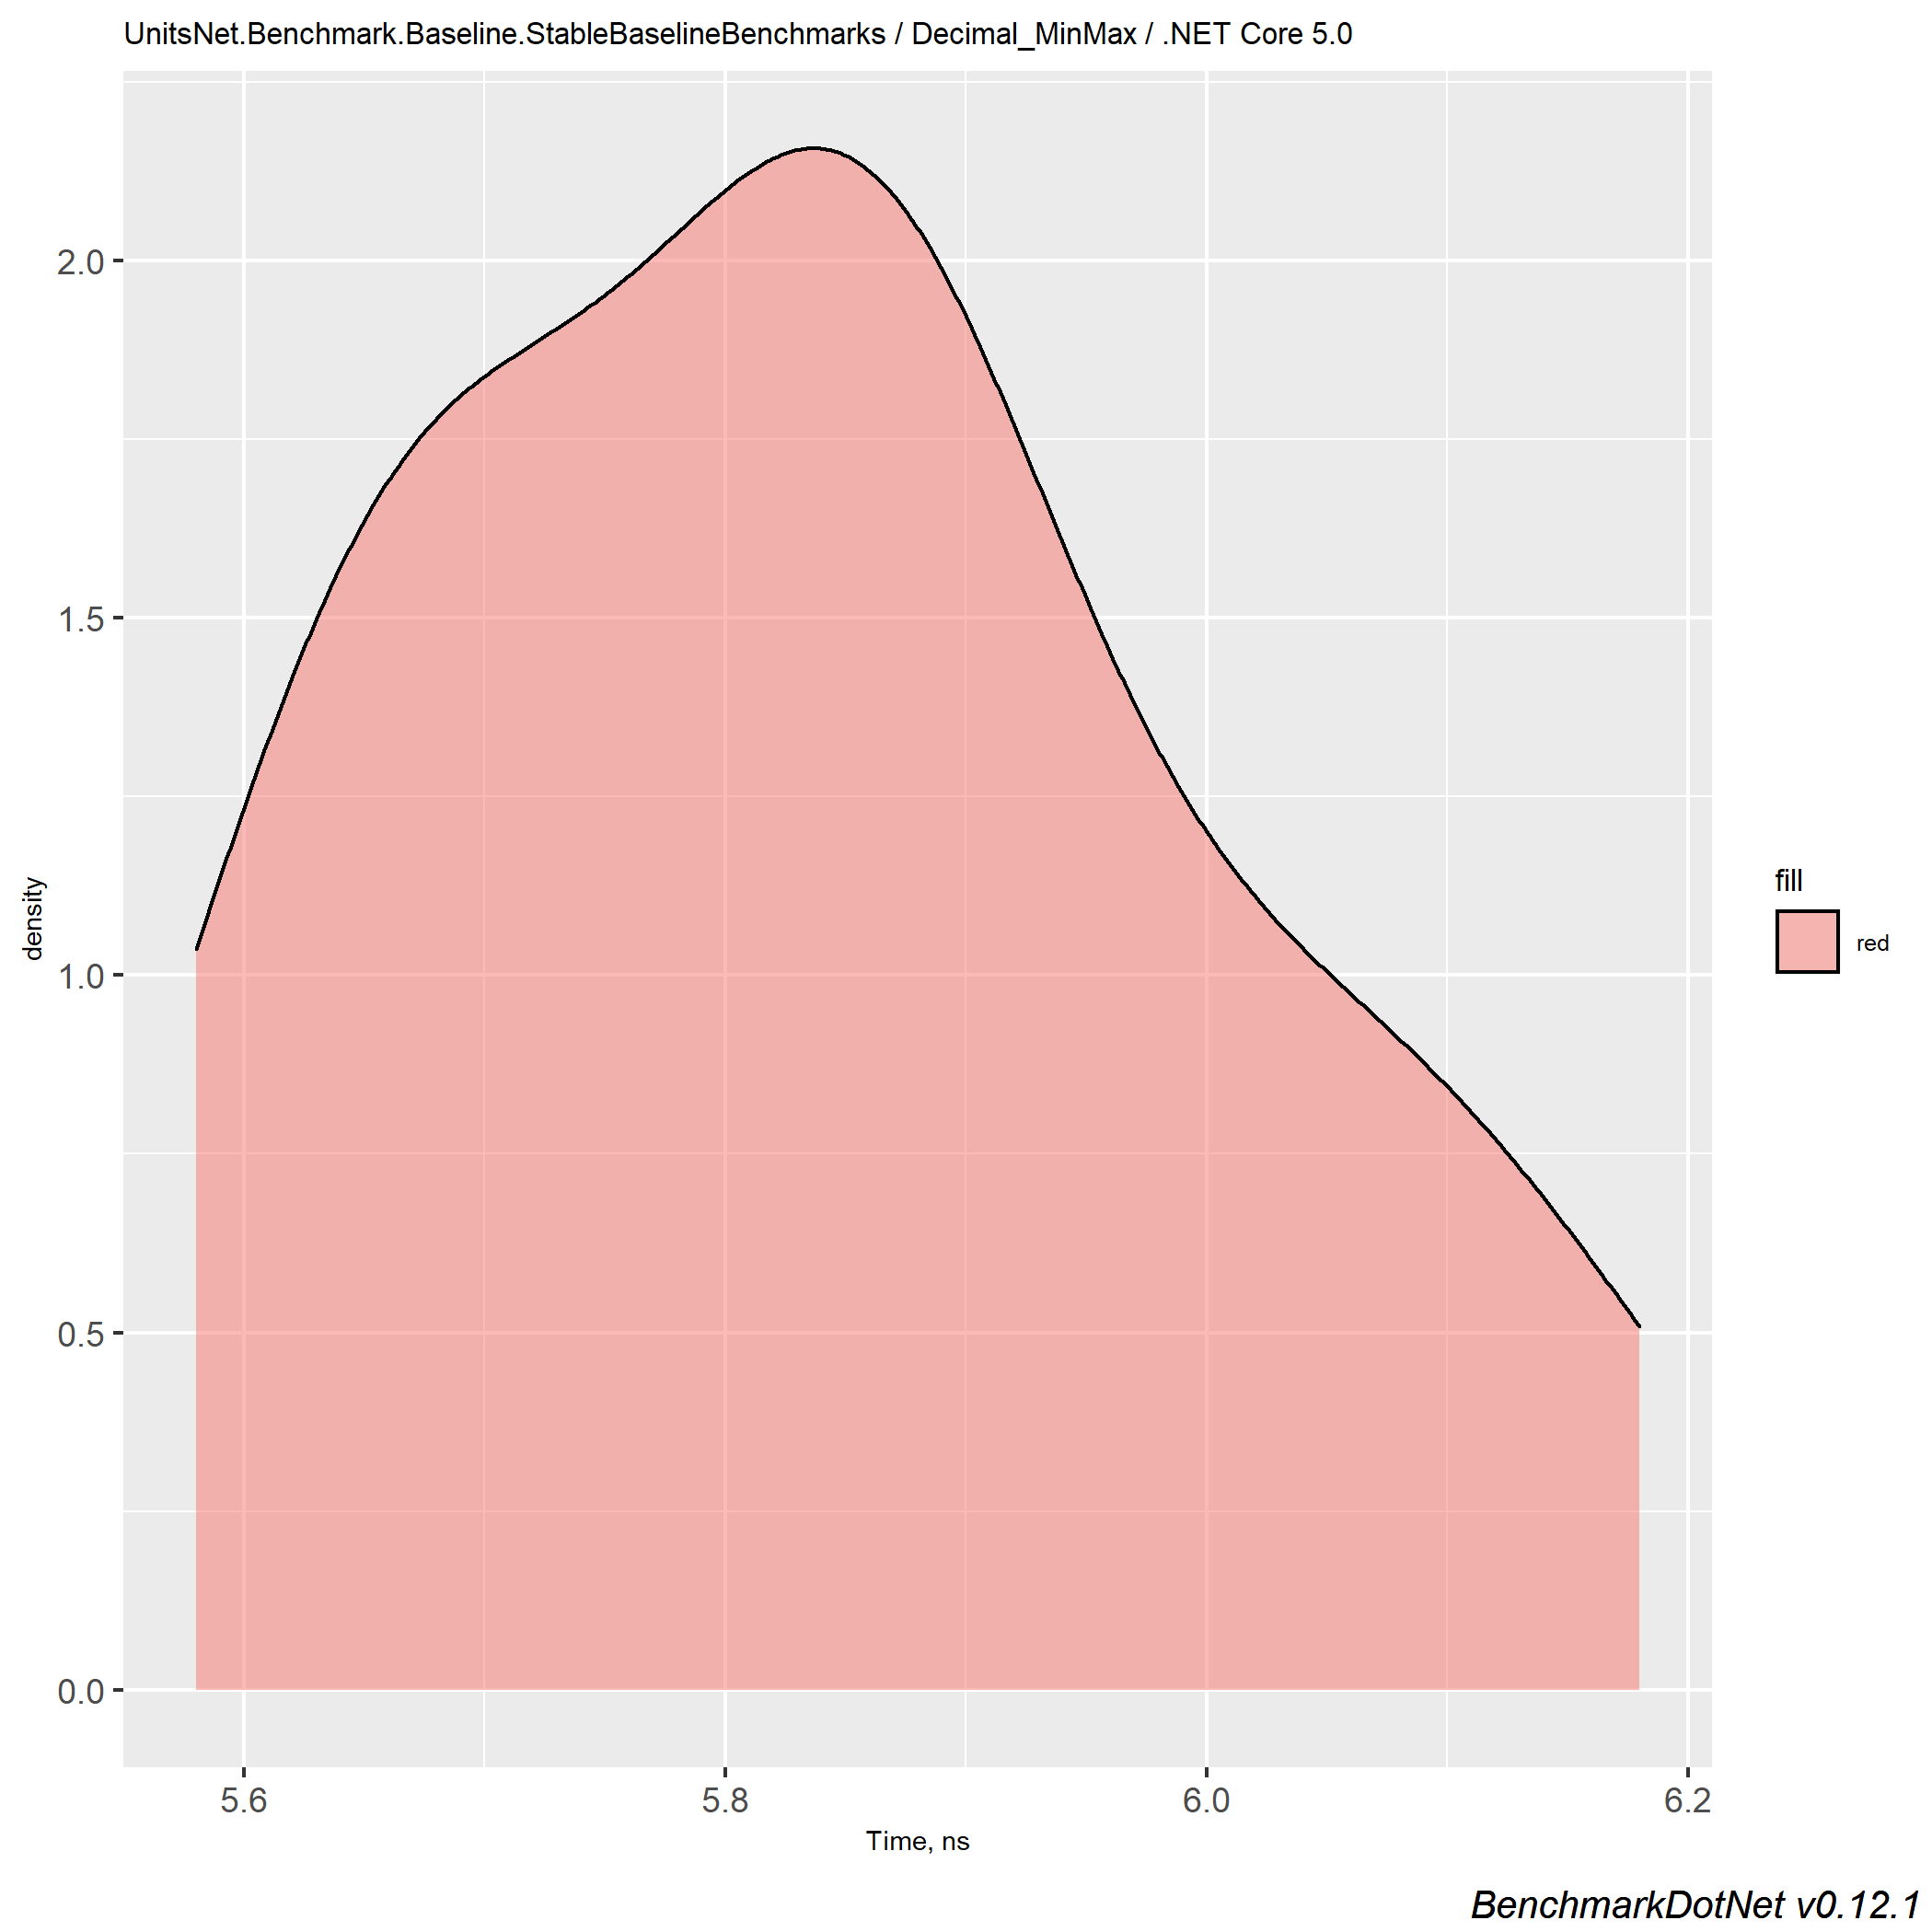 UnitsNet.Benchmark.Baseline.StableBaselineBenchmarks / Decimal_MinMax / .NET Core 5.0
density
2.0
1.5
1.0
0.5
0.0
5.6
5.8
6.0
6.2
Time, ns
fill
red
BenchmarkDotNet v0.12.1